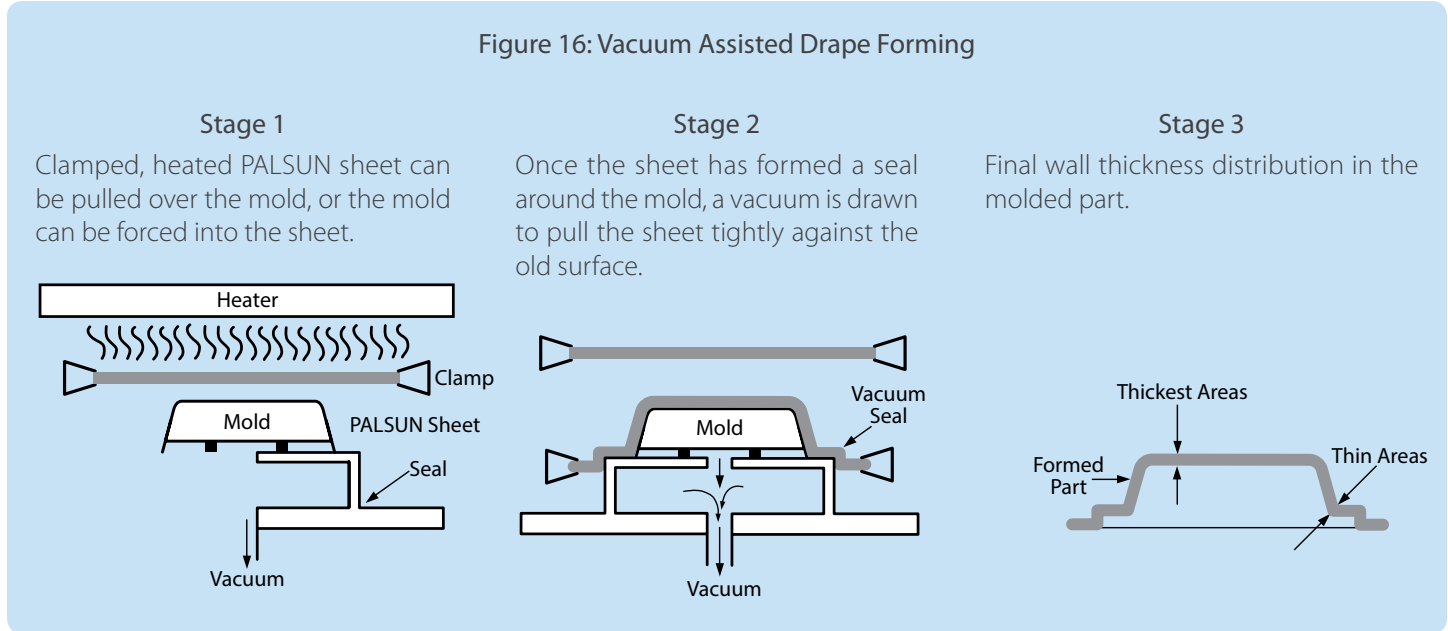 Figure 16: Vacuum Assisted Drape Forming
Stage 1
Clamped, heated PALSUN sheet can
be pulled over the mold, or the mold
can be forced into the sheet.
Heater
Clamp
Mold
PALSUN Sheet
Seal
Vacuum
Stage 2
Once the sheet has formed a seal
around the mold, a vacuum is drawn
to pull the sheet tightly against the
old surface.
Vacuum
Seal
Mold
Vacuum
Stage 3
Final wall thickness distribution in the
molded part.
Thickest Areas
Formed
Part
Thin Areas